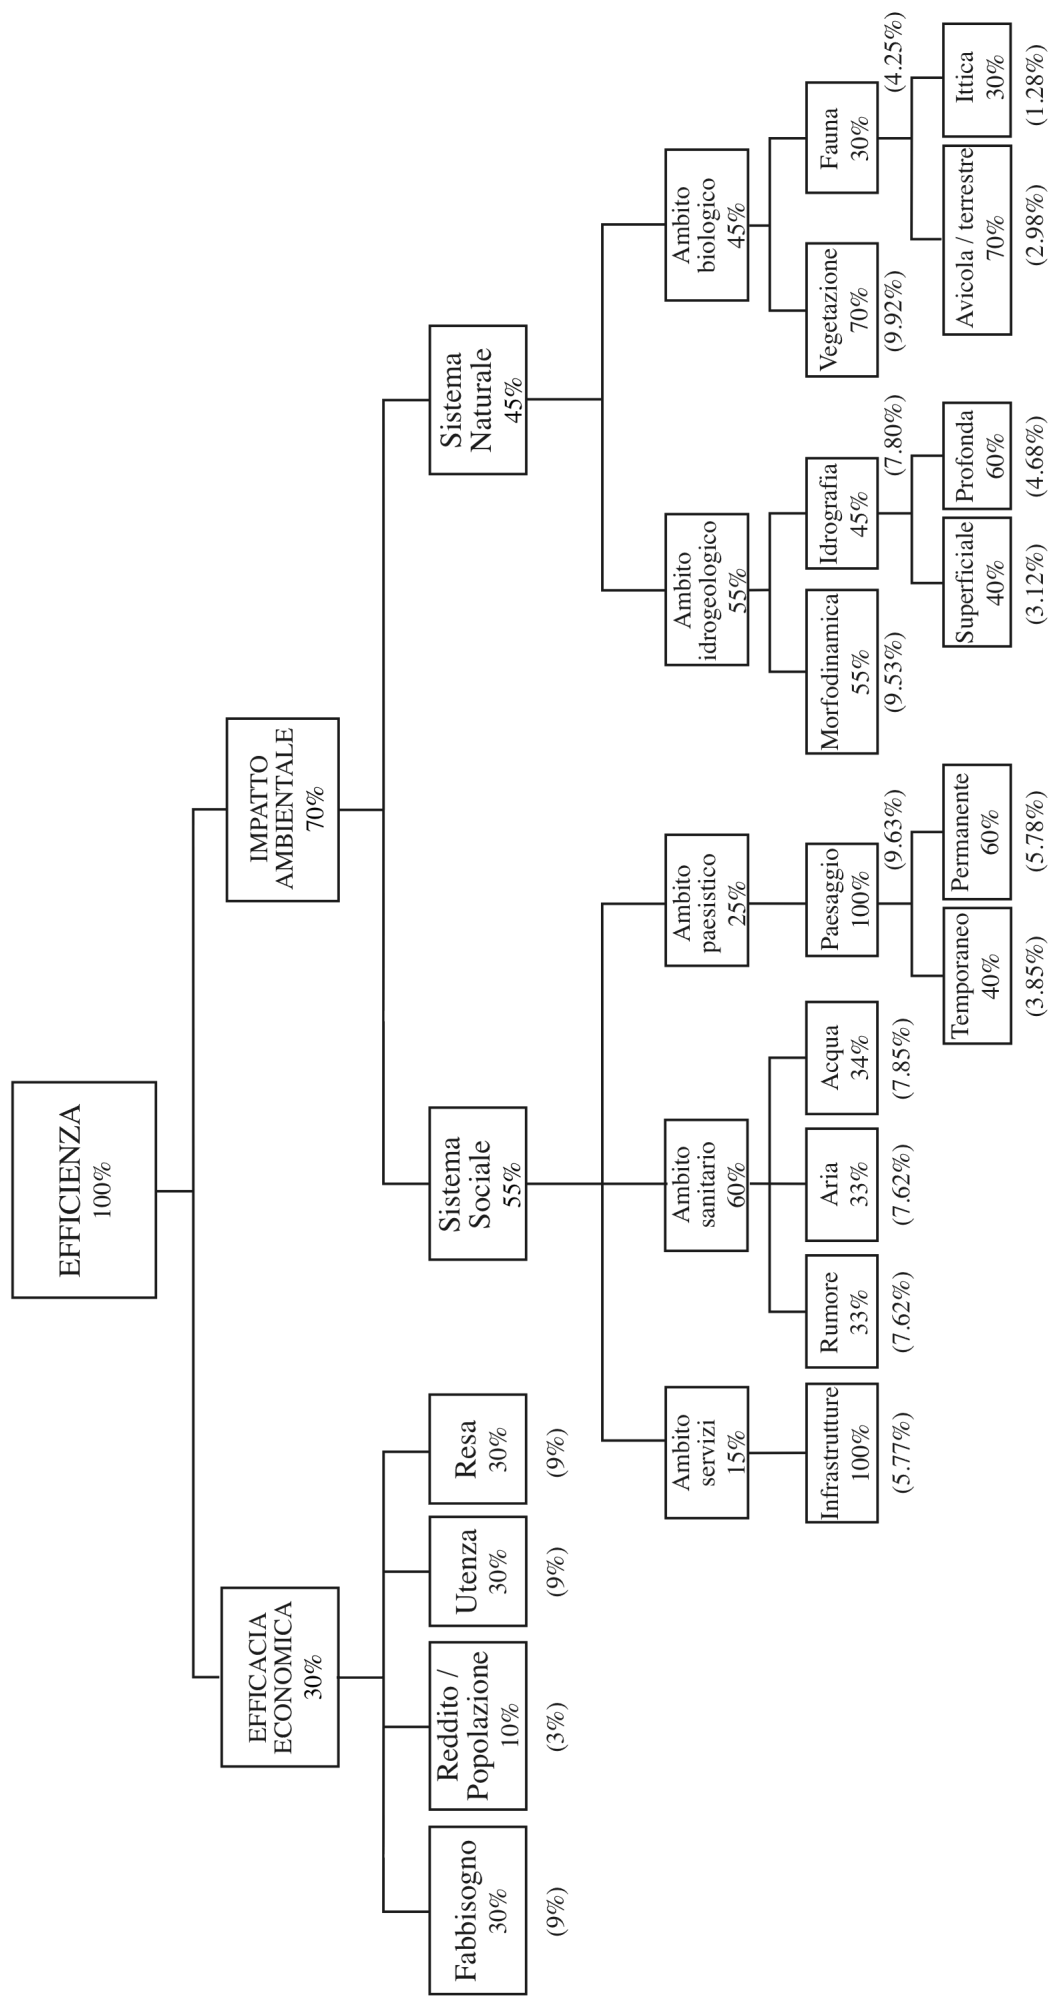 EFFICIENZA
100%
EFFICACIA
ECONOMICA
30%
IMPATTO
AMBIENTALE
70%
Fabbisogno
30%
(9%)
Reddito /
Popolazione
10%
(3%)
Utenza
30%
(9%)
Resa
30%
(9%)
Sistema
Sociale
55%
Sistema
Naturale
45%
Ambito
servizi
15%
Ambito
sanitario
60%
Ambito
paesistico
25%
Ambito
idrogeologico
55%
Ambito
biologico
45%
Infrastrutture
100%
(5.77%)
Rumore
33%
(7.62%)
Aria
33%
(7.62%)
Acqua
34%
(7.85%)
Paesaggio
100%
(9.63%)
Morfodinamica
55%
(9.53%)
Idrografia
45%
(7.80%)
Vegetazione
70%
(9.92%)
Fauna
30%
(4.25%)
Temporaneo
40%
(3.85%)
Permanente
60%
(5.78%)
Superficiale
40%
(3.12%)
Profonda
60%
(4.68%)
Avicola / terrestre
70%
(2.98%)
Ittica
30%
(1.28%)